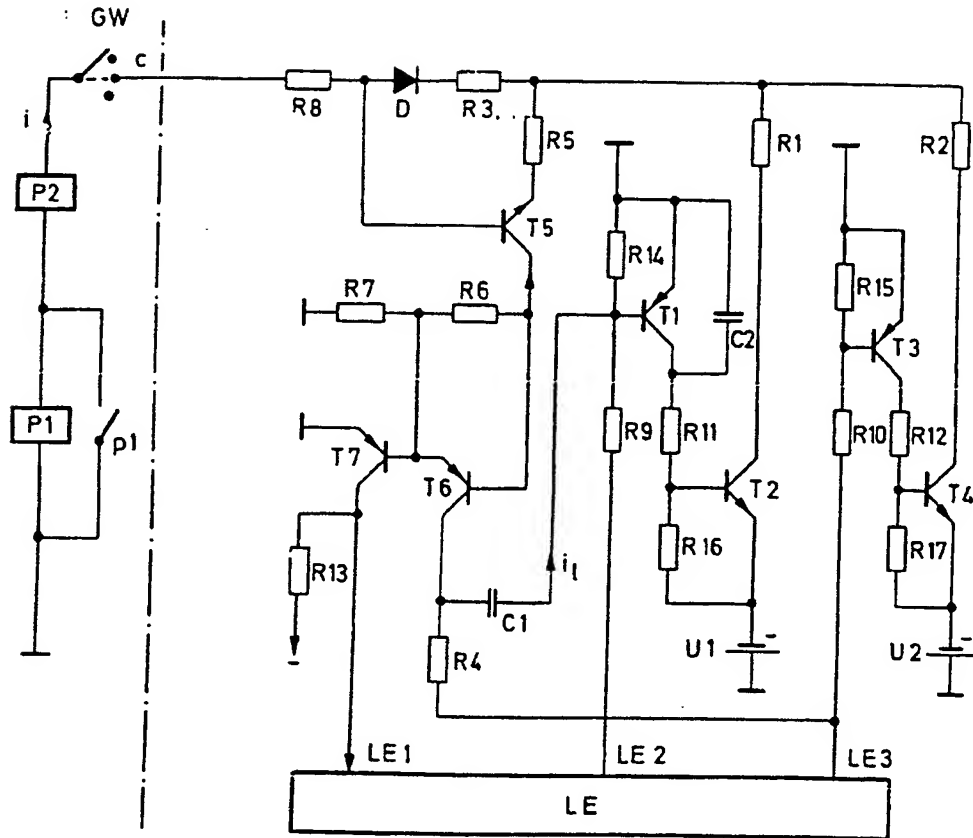 GW
c
R8
D
R3
R1
R2
i
R5
P2
T5
R14
R7
R6
T1
C2
R15
T3
P1
p1
R9
R11
R10
R12
T7
T6
T2
T4
R13
i
l
R16
R17
C1
R4
U1
-
U2
-
-
LE1
LE2
LE3
LE